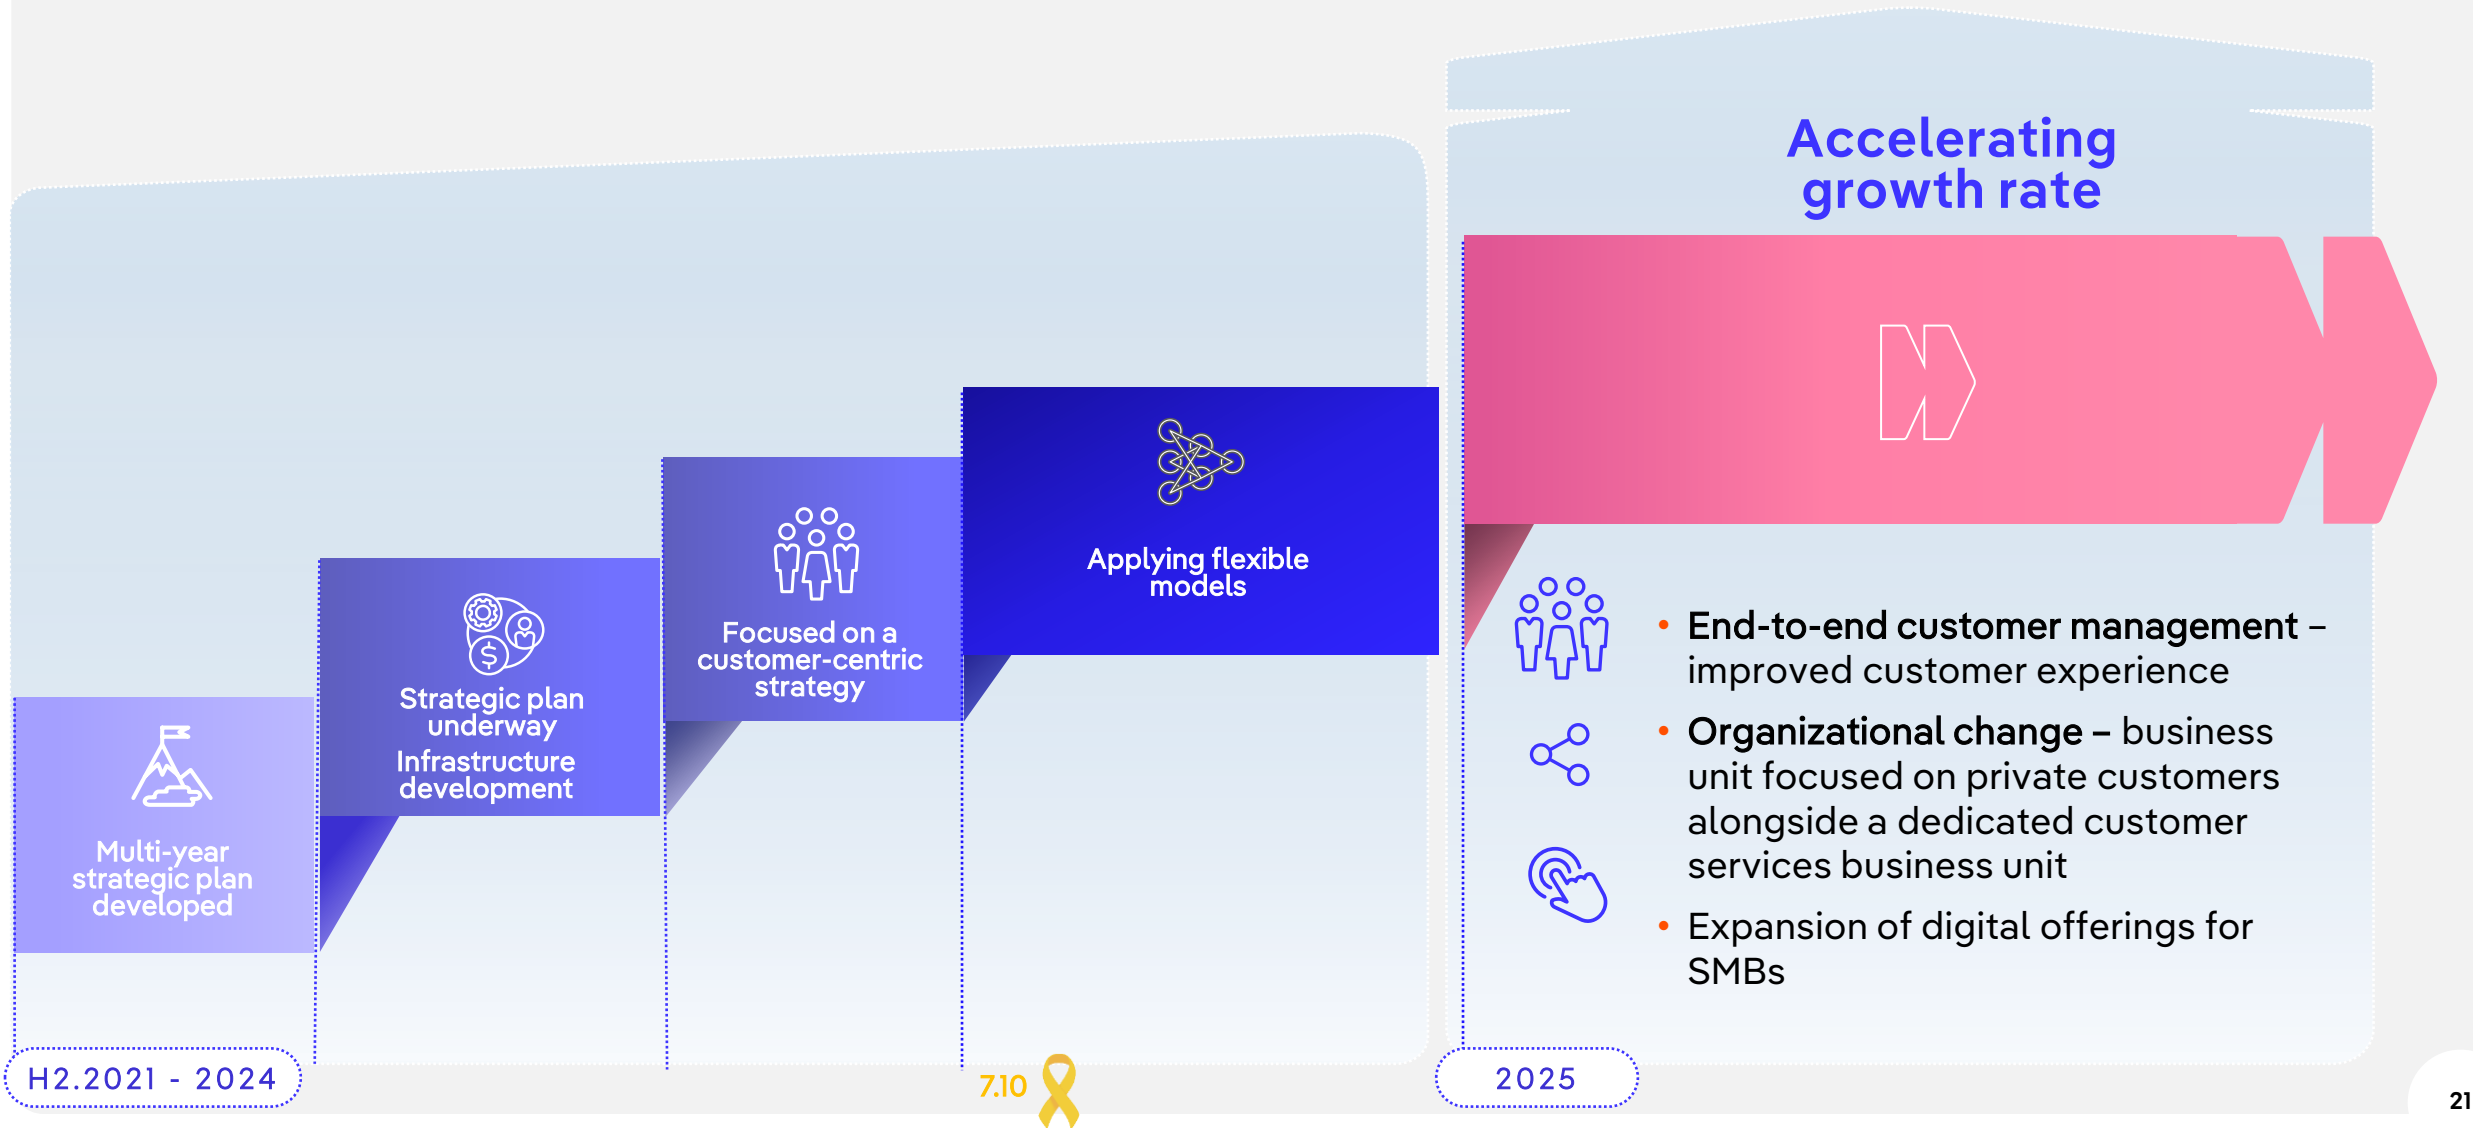 Accelerating
growth rate
Applying flexible
models
Focused on a
customer-centric
strategy
Strategic plan
underway
Infrastructure
development
Multi-year
strategic plan
developed
• End-to-end customer management –
improved customer experience
• Organizational change – business
unit focused on private customers
alongside a dedicated customer
services business unit
• Expansion of digital offerings for
SMBs
H2.2021 - 2024
7.10
2025
21